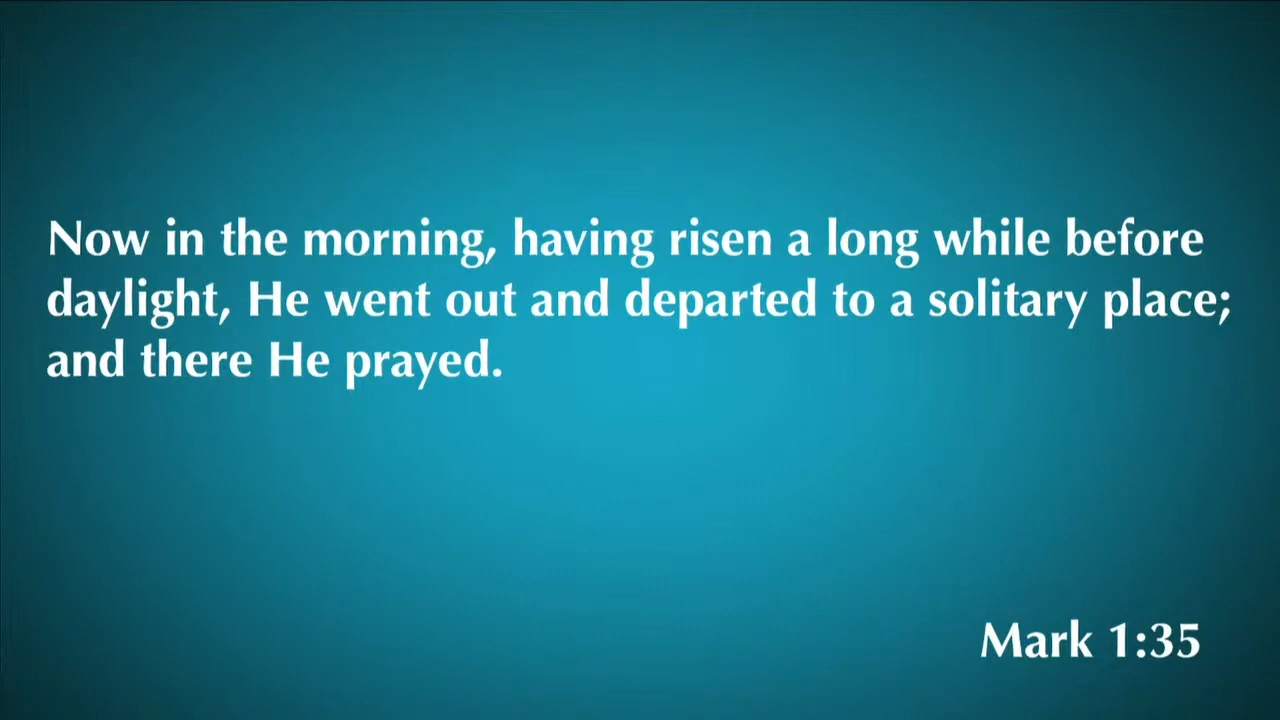 Now in the morning, having risen a long while before
daylight, He went out and departed to a solitary place;
and there He prayed.
Mark 1:35